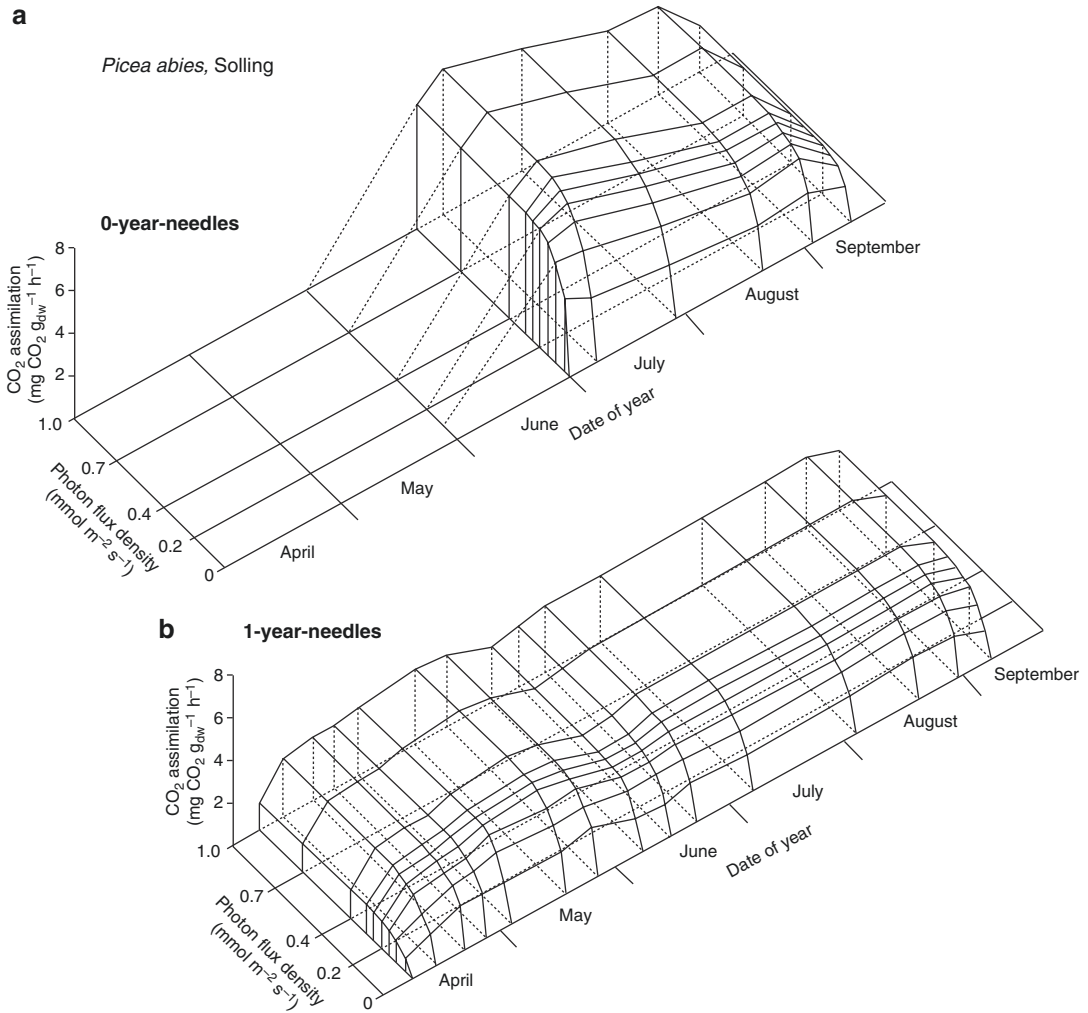 a
Picea abies, Solling
0-year-needles
CO2 assimilation
(mg CO2 gdw⁻¹ h⁻¹)
8
6
4
2
1.0
0.7
0.4
0.2
0
Photon flux density
(mmol m⁻² s⁻¹)
April
May
June
July
August
September
Date of year
b
1-year-needles
CO2 assimilation
(mg CO2 gdw⁻¹ h⁻¹)
8
6
4
2
1.0
0.7
0.4
0.2
0
Photon flux density
(mmol m⁻² s⁻¹)
April
May
June
July
August
September
Date of year